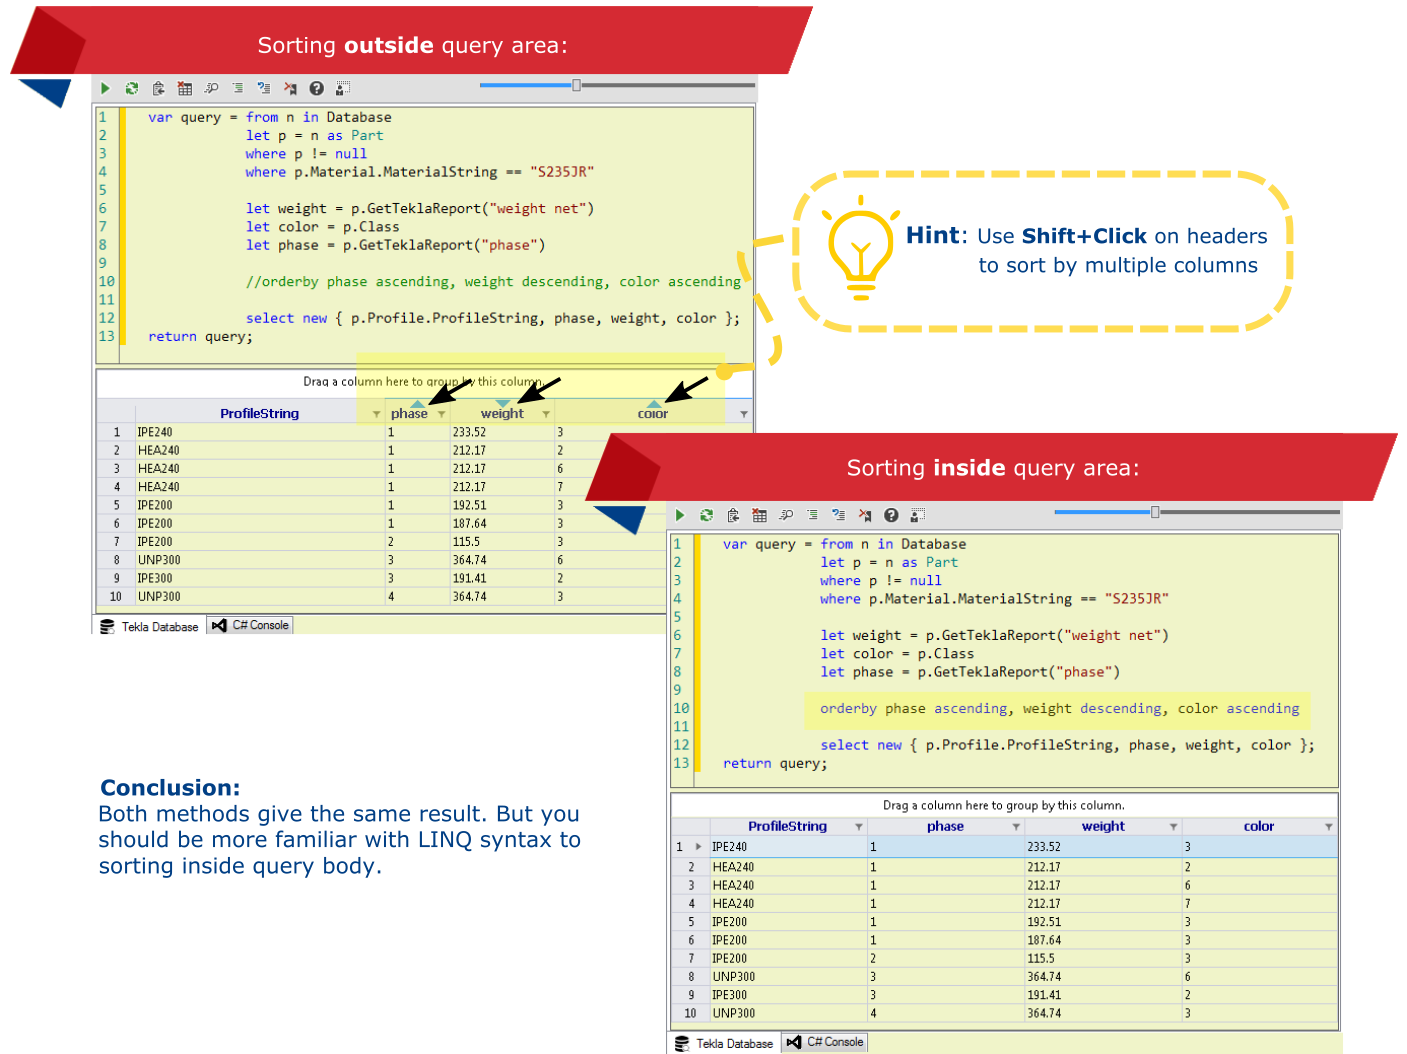 Sorting outside query area:
1 var query = from n in Database
2 let p = n as Part
3 where p != null
4 where p.Material.MaterialString == "S235JR"
5
6 let weight = p.GetTeklaReport("weight net")
7 let color = p.Class
8 let phase = p.GetTeklaReport("phase")
9
10 //orderby phase ascending, weight descending, color ascending
11
12 select new { p.Profile.ProfileString, phase, weight, color };
13 return query;
Drag a column here to group by this column.
ProfileString phase weight color
1 IPE240 1 233.52 3
2 HEA240 1 212.17 2
3 HEA240 1 212.17 6
4 HEA240 1 212.17 7
5 IPE200 1 192.51 3
6 IPE200 1 187.64 3
7 IPE200 2 115.5 3
8 UNP300 3 364.74 6
9 IPE300 3 191.41 2
10 UNP300 4 364.74 3
Tekla Database C# Console
Hint: Use Shift+Click on headers
to sort by multiple columns
Sorting inside query area:
1 var query = from n in Database
2 let p = n as Part
3 where p != null
4 where p.Material.MaterialString == "S235JR"
5
6 let weight = p.GetTeklaReport("weight net")
7 let color = p.Class
8 let phase = p.GetTeklaReport("phase")
9
10 orderby phase ascending, weight descending, color ascending
11
12 select new { p.Profile.ProfileString, phase, weight, color };
13 return query;
Drag a column here to group by this column.
ProfileString phase weight color
1 IPE240 1 233.52 3
2 HEA240 1 212.17 2
3 HEA240 1 212.17 6
4 HEA240 1 212.17 7
5 IPE200 1 192.51 3
6 IPE200 1 187.64 3
7 IPE200 2 115.5 3
8 UNP300 3 364.74 6
9 IPE300 3 191.41 2
10 UNP300 4 364.74 3
Tekla Database C# Console
Conclusion:
Both methods give the same result. But you
should be more familiar with LINQ syntax to
sorting inside query body.